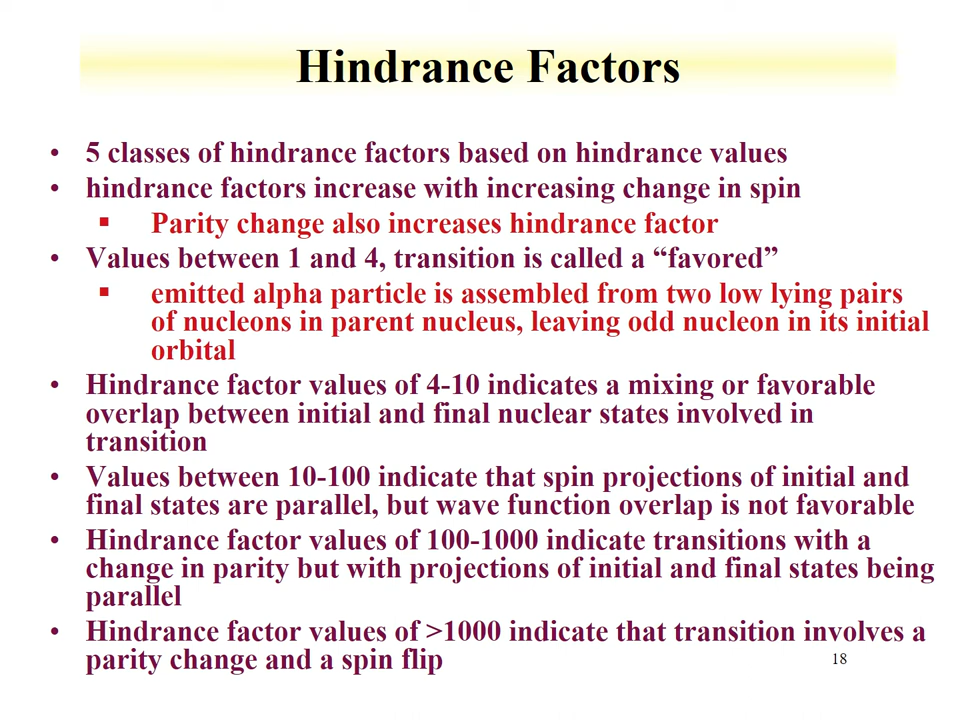 Hindrance Factors
• 5 classes of hindrance factors based on hindrance values
• hindrance factors increase with increasing change in spin
▪ Parity change also increases hindrance factor
• Values between 1 and 4, transition is called a “favored”
▪ emitted alpha particle is assembled from two low lying pairs
of nucleons in parent nucleus, leaving odd nucleon in its initial
orbital
• Hindrance factor values of 4-10 indicates a mixing or favorable
overlap between initial and final nuclear states involved in
transition
• Values between 10-100 indicate that spin projections of initial and
final states are parallel, but wave function overlap is not favorable
• Hindrance factor values of 100-1000 indicate transitions with a
change in parity but with projections of initial and final states being
parallel
• Hindrance factor values of >1000 indicate that transition involves a
parity change and a spin flip
18